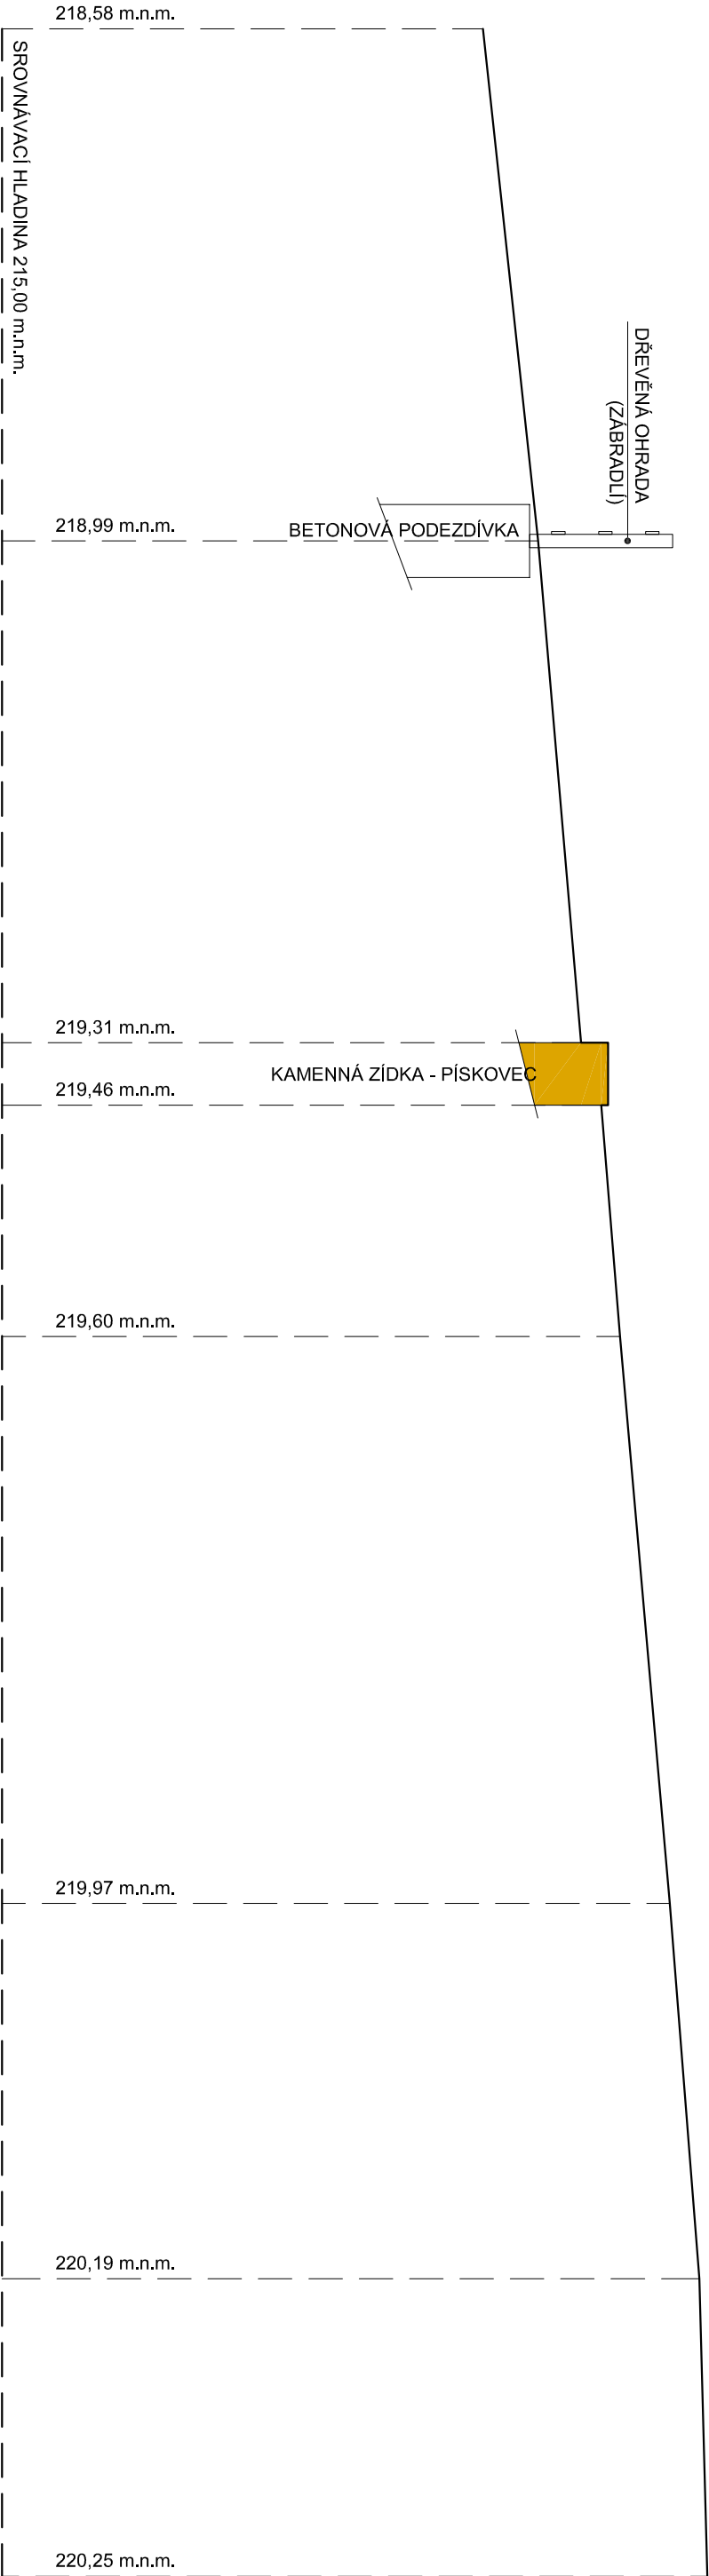 218,58 m.n.m.
SROVNÁVACÍ HLADINA 215,00 m.n.m.
DŘEVĚNÁ OHRADA
(ZÁBRADLÍ)
218,99 m.n.m.
BETONOVÁ PODEZDÍVKA
219,31 m.n.m.
KAMENNÁ ZÍDKA - PÍSKOVEC
219,46 m.n.m.
219,60 m.n.m.
219,97 m.n.m.
220,19 m.n.m.
220,25 m.n.m.